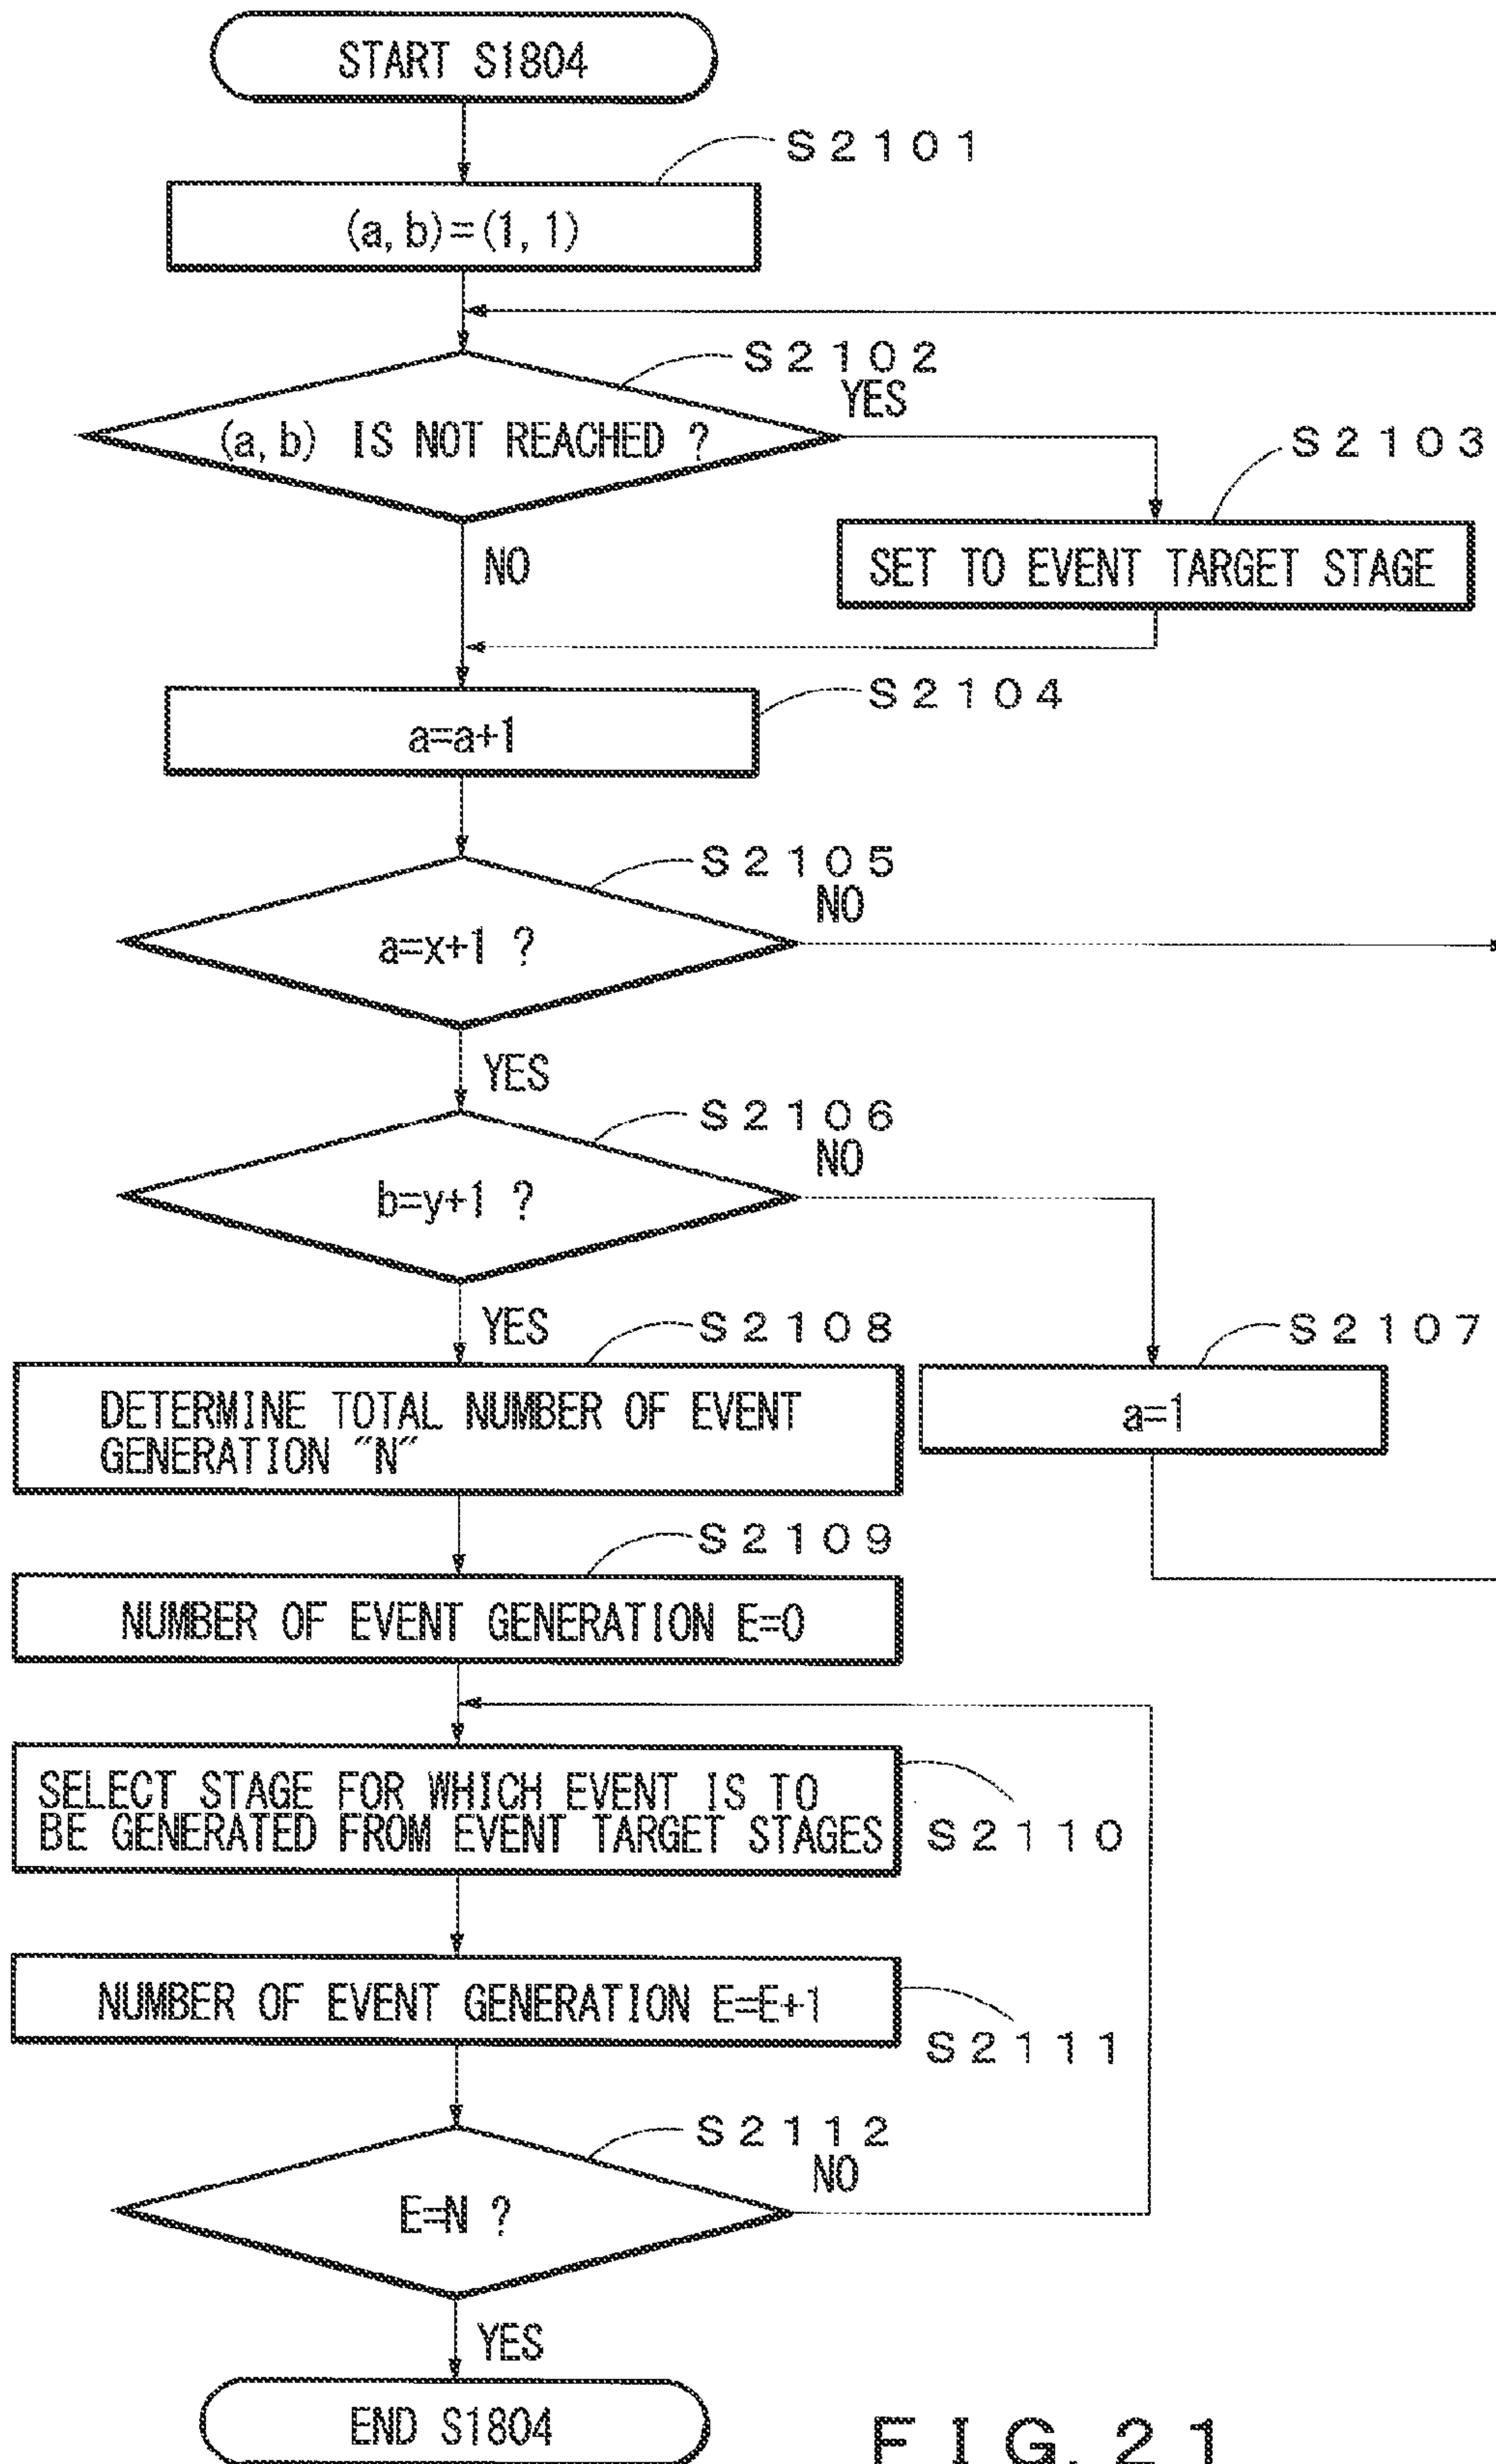 START S1804
S2101
(a, b)=(1, 1)
S2102
YES
(a, b) IS NOT REACHED ?
S2103
NO
SET TO EVENT TARGET STAGE
S2104
a=a+1
S2105
NO
a=x+1 ?
YES
S2106
NO
b=y+1 ?
YES
S2108
S2107
DETERMINE TOTAL NUMBER OF EVENT
GENERATION "N"
a=1
S2109
NUMBER OF EVENT GENERATION E=0
SELECT STAGE FOR WHICH EVENT IS TO
BE GENERATED FROM EVENT TARGET STAGES
S2110
NUMBER OF EVENT GENERATION E=E+1
S2111
S2112
NO
E=N ?
YES
END S1804
FIG. 21